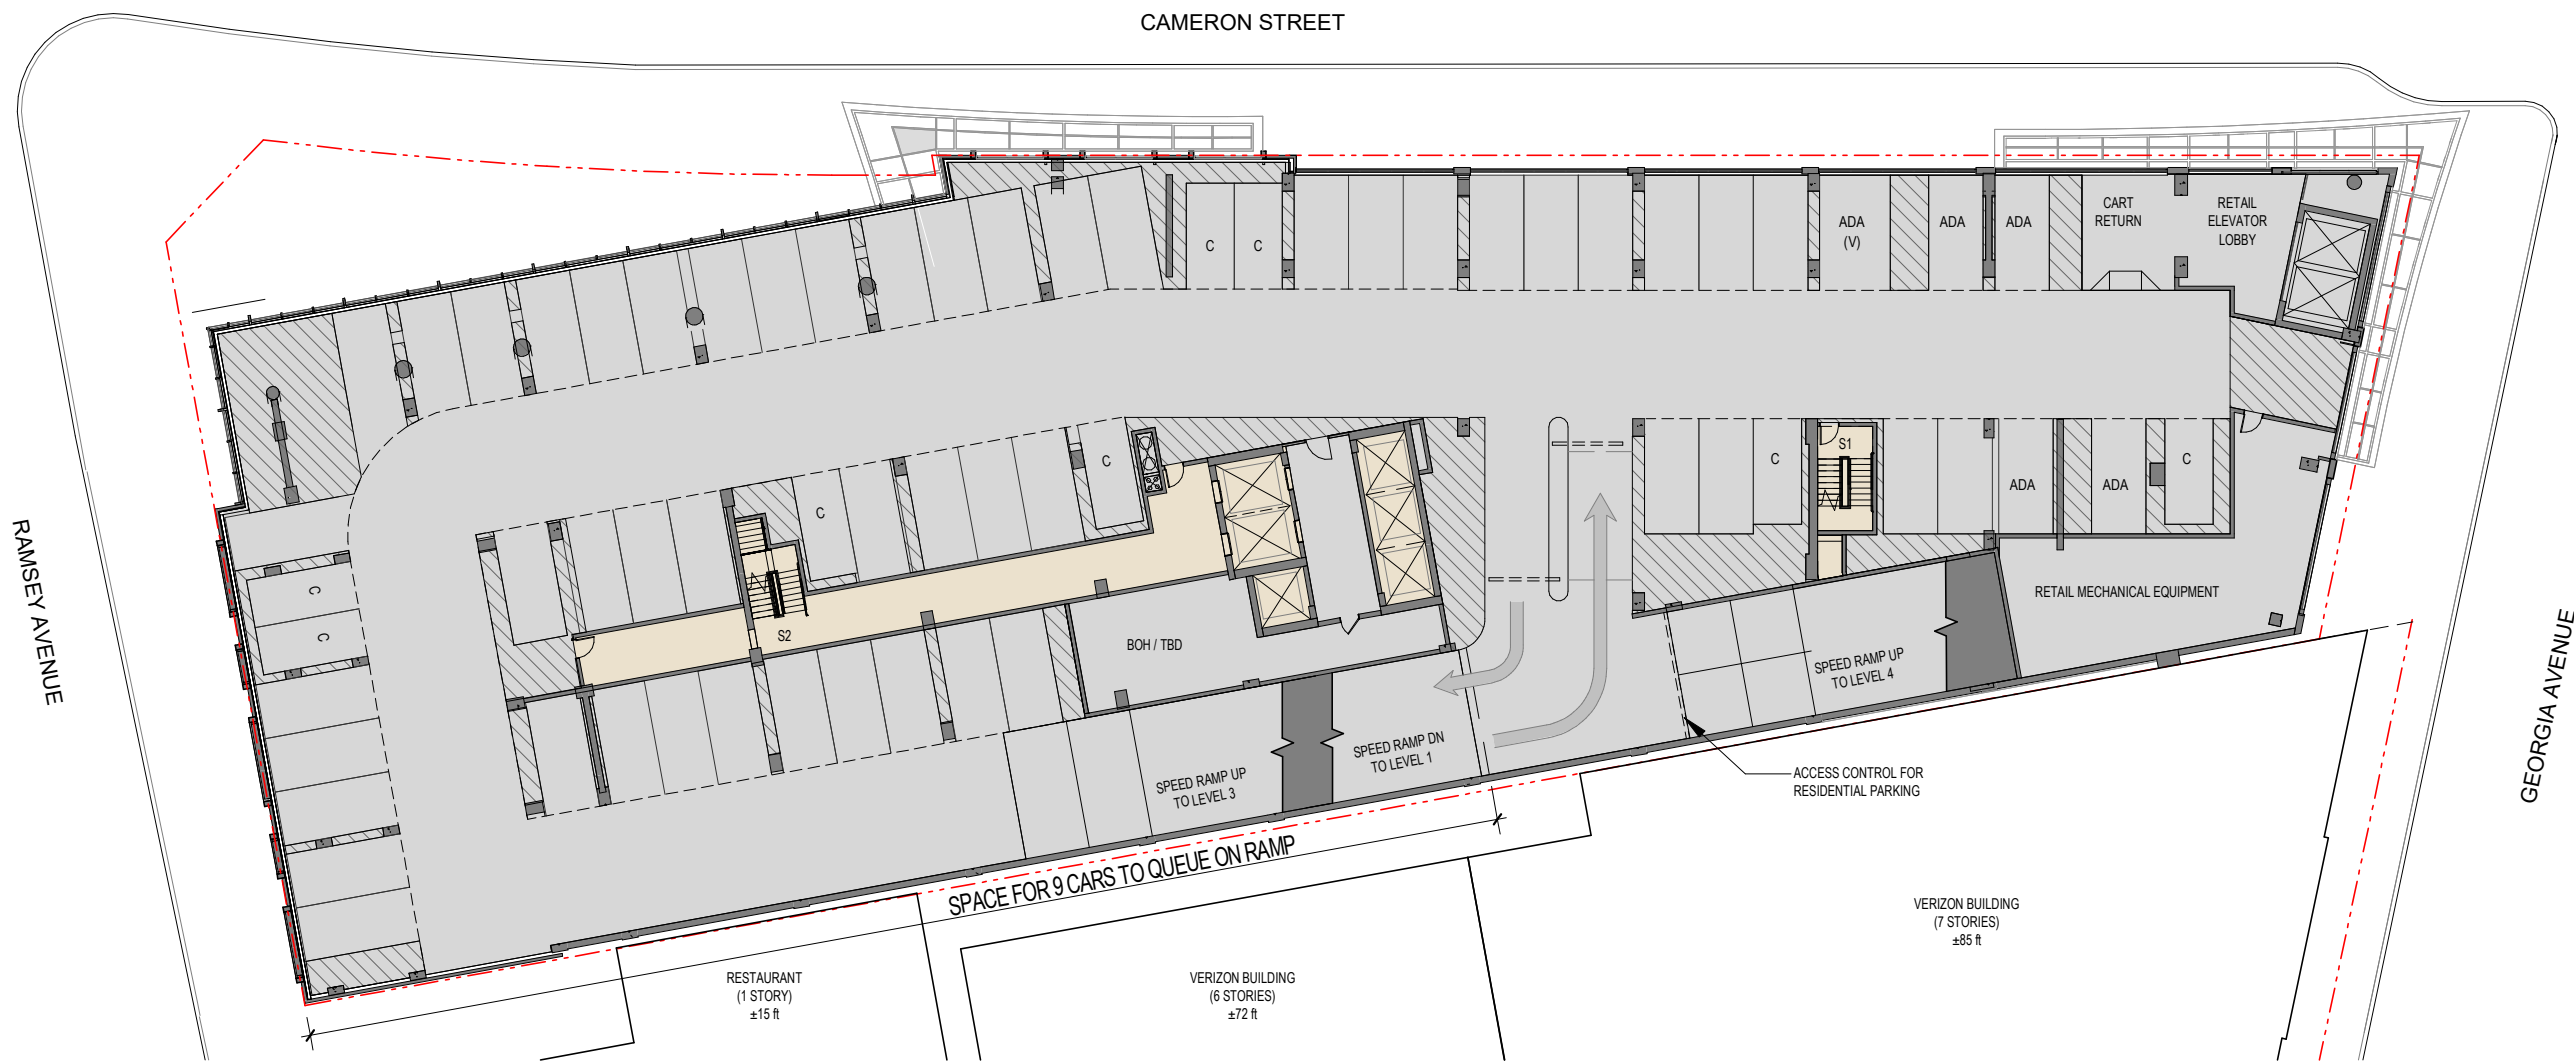 CAMERON STREET
ADA
(V)
ADA
ADA
CART
RETURN
RETAIL
ELEVATOR
LOBBY
C
C
C
C
C
S1
C
ADA
ADA
C
C
C
S2
BOH / TBD
RETAIL MECHANICAL EQUIPMENT
SPEED RAMP UP
TO LEVEL 4
SPEED RAMP DN
TO LEVEL 1
SPEED RAMP UP
TO LEVEL 3
ACCESS CONTROL FOR
RESIDENTIAL PARKING
SPACE FOR 9 CARS TO QUEUE ON RAMP
RAMSEY AVENUE
GEORGIA AVENUE
RESTAURANT
(1 STORY)
±15 ft
VERIZON BUILDING
(6 STORIES)
±72 ft
VERIZON BUILDING
(7 STORIES)
±85 ft